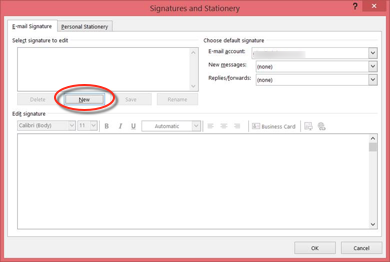 Signatures and Stationery
? ×
E-mail Signature Personal Stationery
Select signature to edit
Choose default signature
E-mail account:
New messages: (none)
Replies/forwards: (none)
Delete New Save Rename
Edit signature
Calibri (Body) 11 B I U Automatic Business Card
OK Cancel